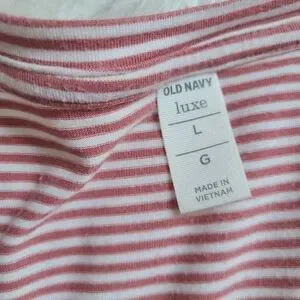 OLD NAVY
luxe
L
G
MADE IN
VIETNAM